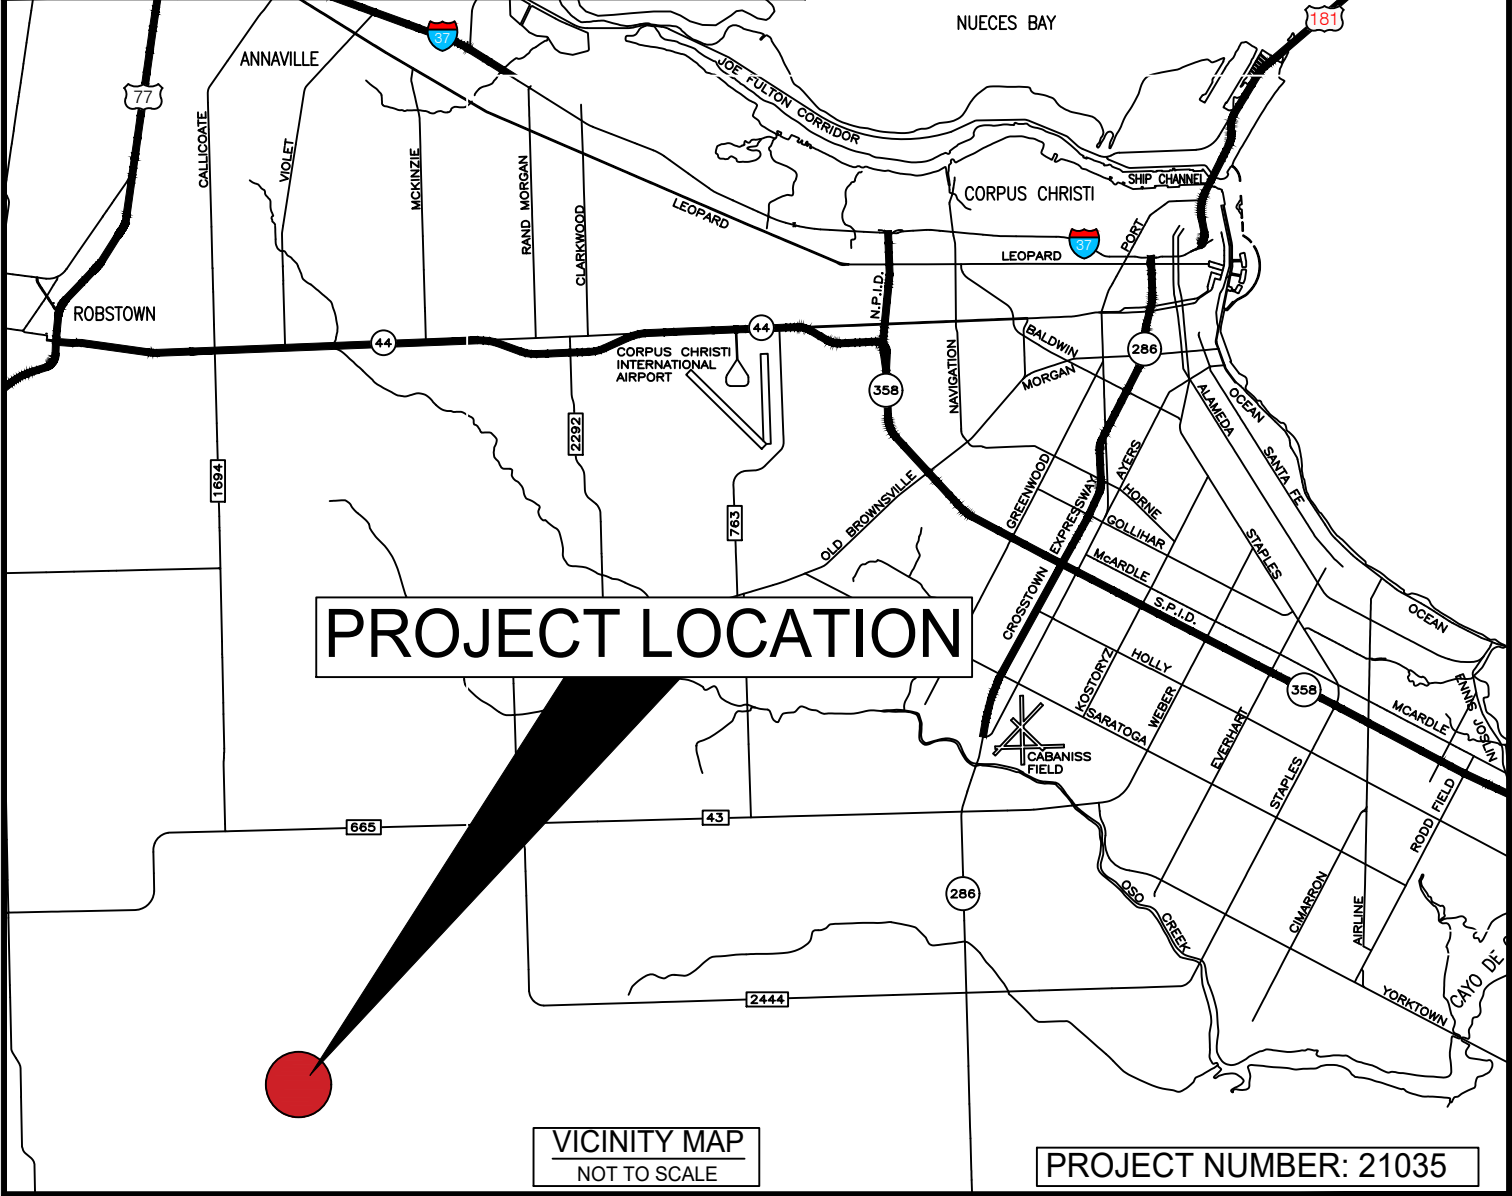 NUECES BAY
181
37
ANNAVILLE
77
JOE FULTON CORRIDOR
CALLICOATE
VIOLET
MCKINZIE
RAND MORGAN
CLARKWOOD
LEOPARD
SHIP CHANNEL
CORPUS CHRISTI
PORT
37
LEOPARD
N.P.I.D.
ROBSTOWN
44
44
CORPUS CHRISTI
INTERNATIONAL
AIRPORT
BALDWIN
MORGAN
NAVIGATION
286
358
ALAMEDA
OCEAN
SANTA FE
2292
1694
763
OLD BROWNSVILLE
GREENWOOD
AYERS
HORNE
GOLLIHAR
McARDLE
CROSSTOWN EXPRESSWAY
STAPLES
S.P.I.D.
OCEAN
PROJECT LOCATION
HOLLY
KOSTORYZ
SARATOGA
WEBER
358
MCARDLE
ENNIS JOSLIN
EVERHART
STAPLES
CABANISS
FIELD
RODD FIELD
665
43
286
OSO CREEK
CIMARRON
AIRLINE
CAYO DE
YORKTOWN
2444
VICINITY MAP
NOT TO SCALE
PROJECT NUMBER: 21035